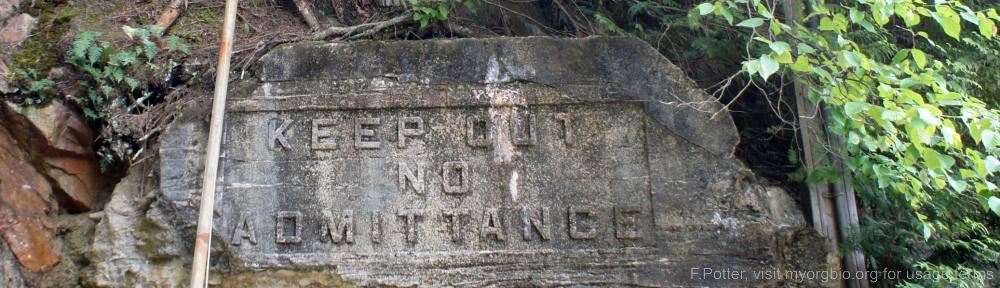 KEEP OUT
NO
ADMITTANCE
F.Potter, visit myorgbio.org for usage terms